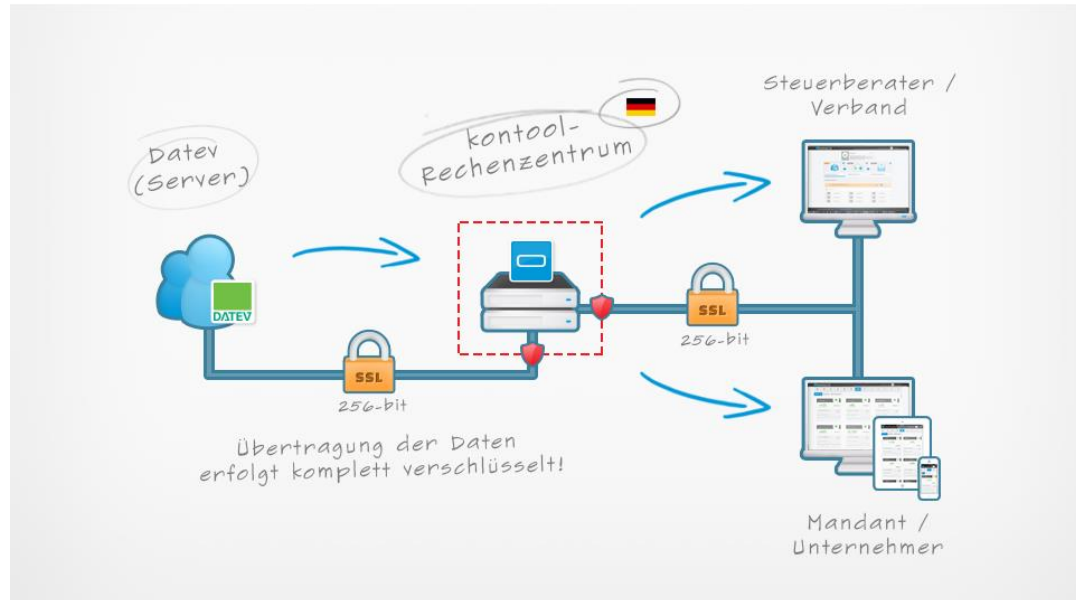 Steuerberater /
Verband
kontool-
Rechenzentrum
Datev
(Server)
DATEV
SSL
256-bit
SSL
256-bit
Übertragung der Daten
erfolgt komplett verschlüsselt!
Mandant /
Unternehmer